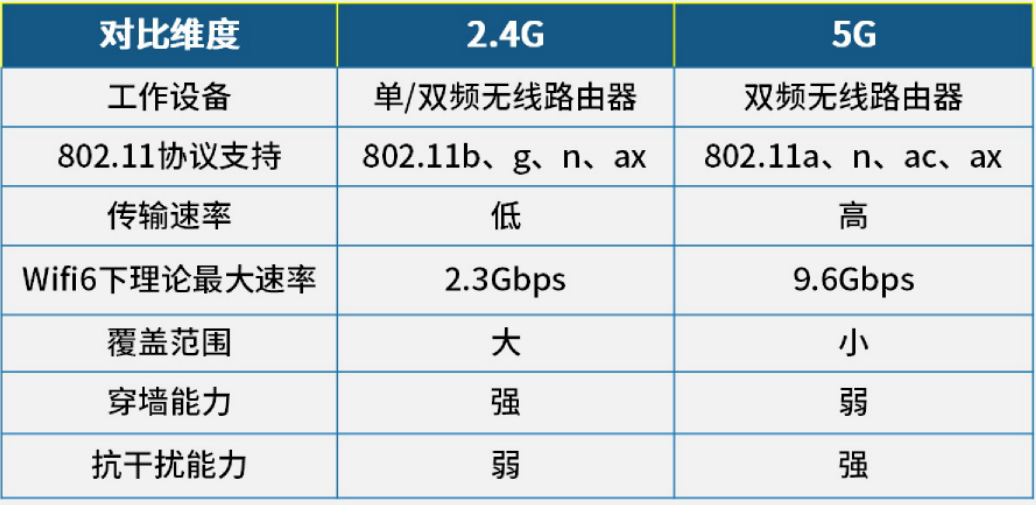 对比维度 2.4G 5G
工作设备 单/双频无线路由器 双频无线路由器
802.11协议支持 802.11b、g、n、ax 802.11a、n、ac、ax
传输速率 低 高
Wifi6下理论最大速率 2.3Gbps 9.6Gbps
覆盖范围 大 小
穿墙能力 强 弱
抗干扰能力 弱 强